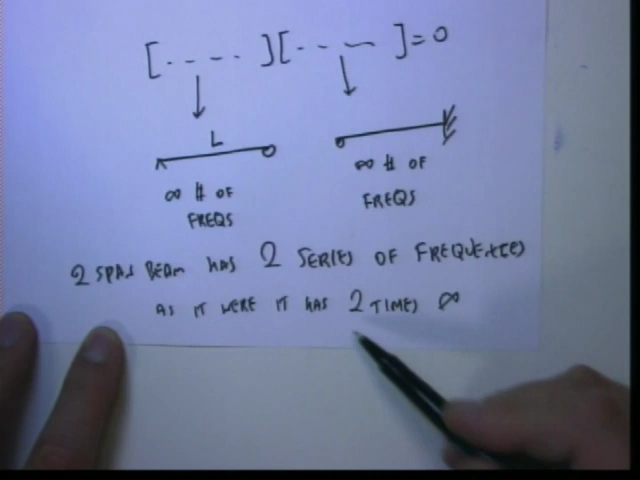 [. - - - .][. - - — ]=0
L
∞ # OF
FREQS
∞ # OF
FREQS
2 SPAN BEAM HAS 2 SERIES OF FREQUENCIES
AS IT WERE IT HAS 2 TIMES ∞